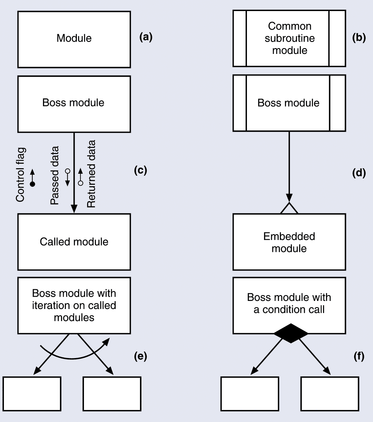 Module
(a)
Common
subroutine
module
(b)
Boss module
Boss module
Control flag
Passed data
Returned data
(c)
(d)
Called module
Embedded
module
Boss module with
iteration on called
modules
Boss module with
a condition call
(e)
(f)